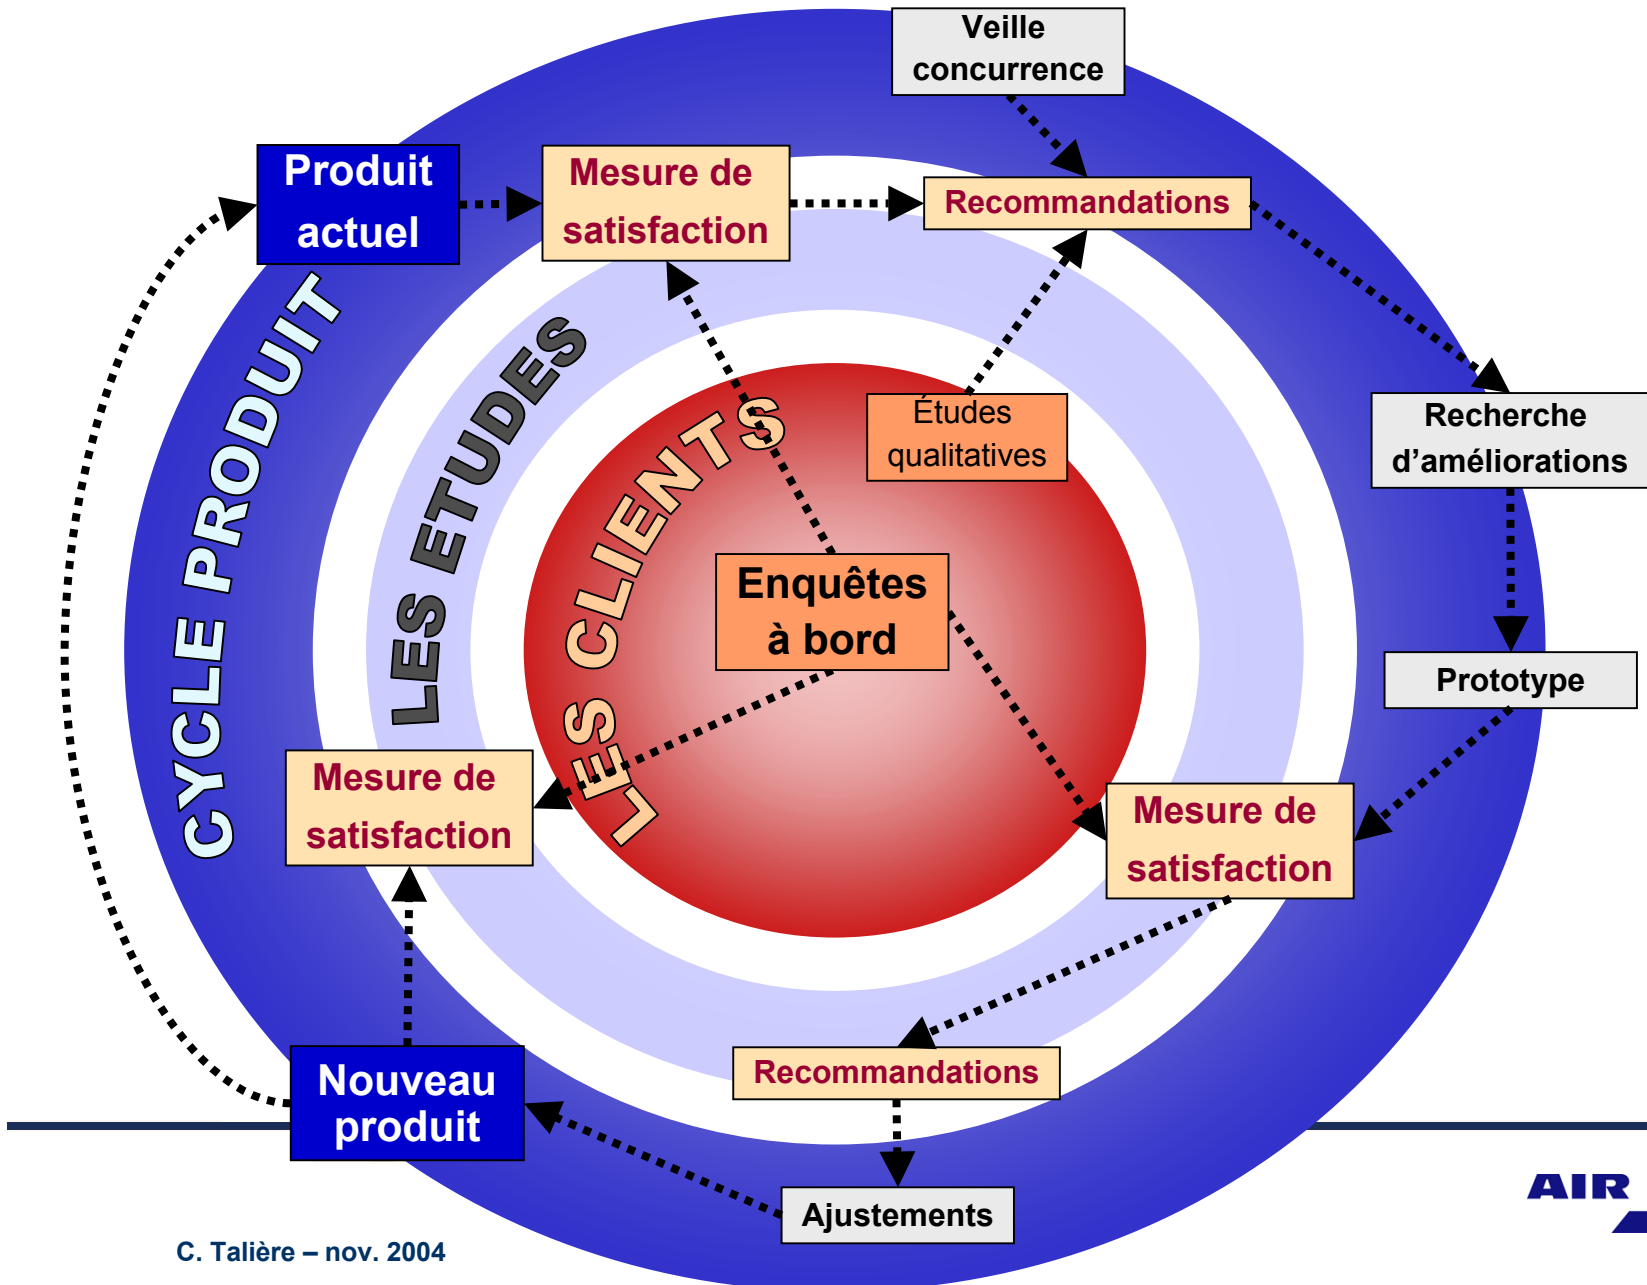 Veille
concurrence
Produit
actuel
Mesure de
satisfaction
Recommandations
CYCLE PRODUIT
LES ETUDES
LES CLIENTS
Études
qualitatives
Recherche
d’améliorations
Enquêtes
à bord
Prototype
Mesure de
satisfaction
Mesure de
satisfaction
Recommandations
Nouveau
produit
Ajustements
AIR
C. Talière – nov. 2004